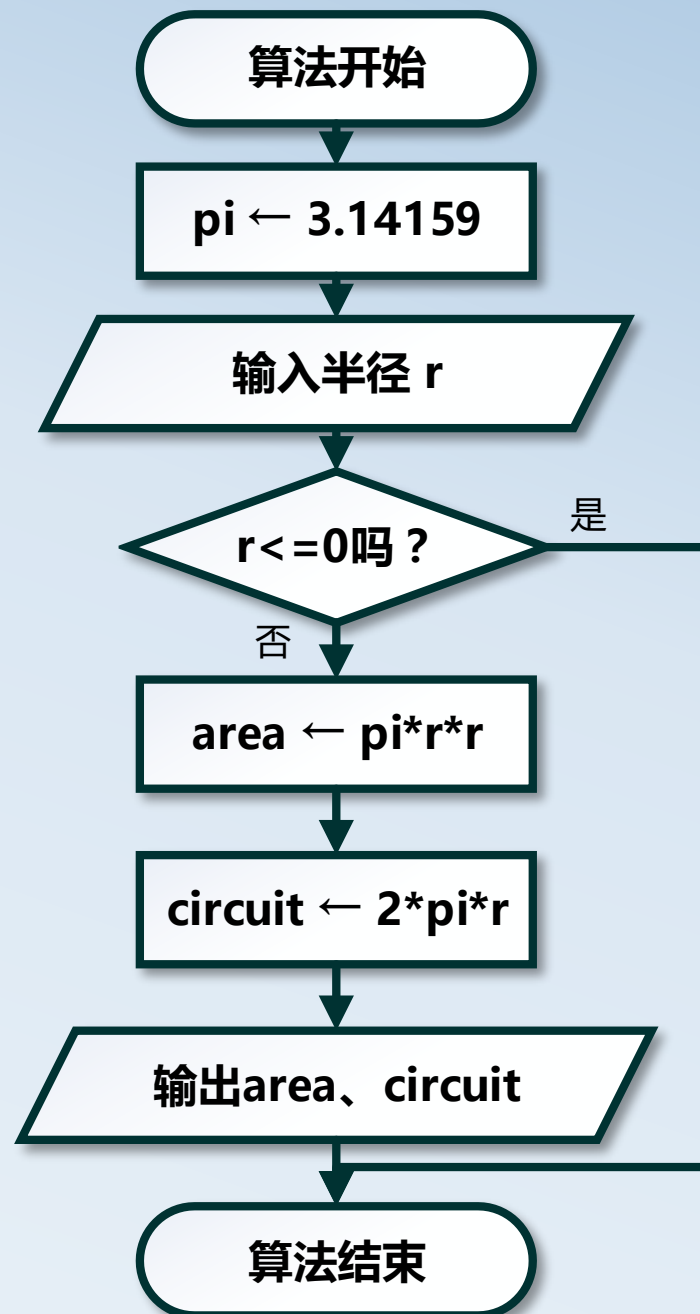 算法开始
pi ← 3.14159
输入半径 r
r<=0吗？
是
否
area ← pi*r*r
circuit ← 2*pi*r
输出area、circuit
算法结束